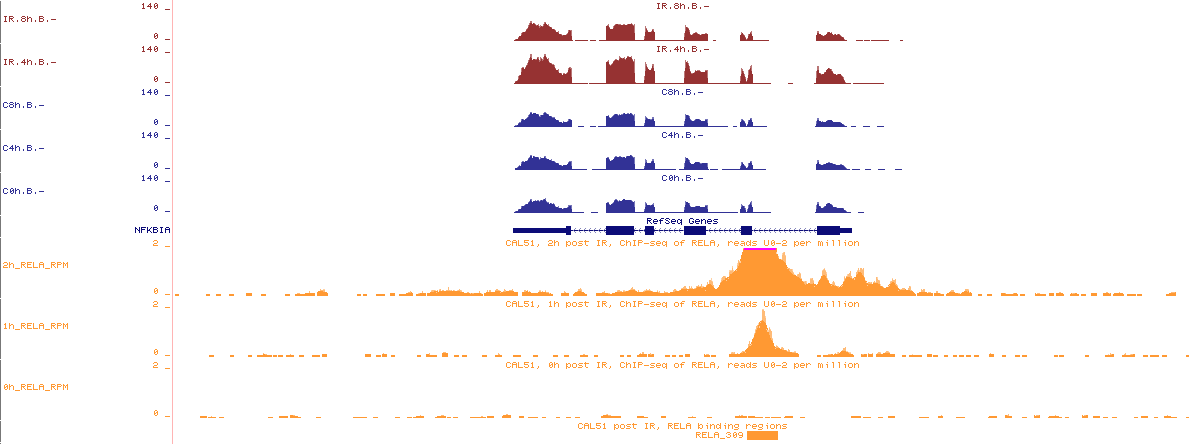 140 _ IR.8h.B.-
IR.8h.B.-
0 _
140 _ IR.4h.B.-
IR.4h.B.-
0 _
140 _ C8h.B.-
C8h.B.-
0 _
140 _ C4h.B.-
C4h.B.-
0 _
140 _ C0h.B.-
C0h.B.-
0 _
RefSeq Genes
NFKBIA
CAL51, 2h post IR, ChIP-seq of RELA, reads U0-2 per million
2 _
2h_RELA_RPM
0 _
CAL51, 1h post IR, ChIP-seq of RELA, reads U0-2 per million
2 _
1h_RELA_RPM
0 _
CAL51, 0h post IR, ChIP-seq of RELA, reads U0-2 per million
2 _
0h_RELA_RPM
0 _
CAL51 post IR, RELA binding regions
RELA_309